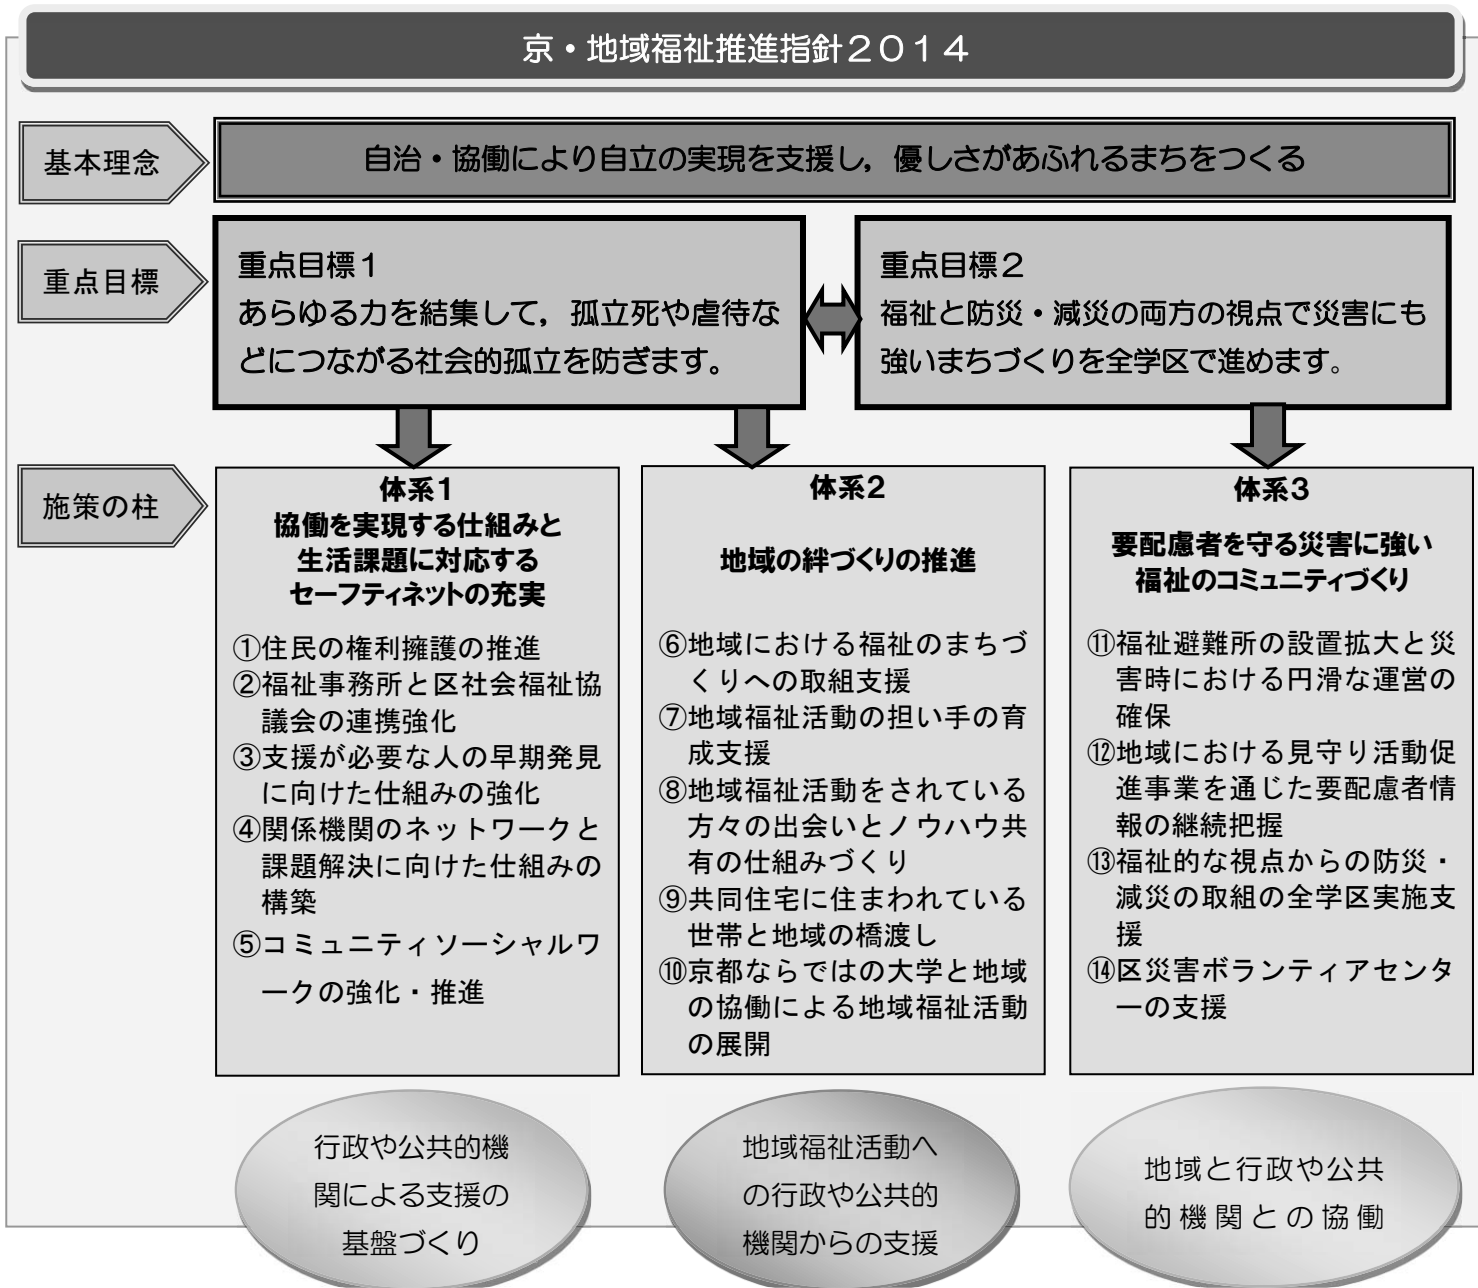 京・地域福祉推進指針２０１４
基本理念
自治・協働により自立の実現を支援し，優しさがあふれるまちをつくる
重点目標
重点目標１
あらゆる力を結集して，孤立死や虐待な
どにつながる社会的孤立を防ぎます。
重点目標２
福祉と防災・減災の両方の視点で災害にも
強いまちづくりを全学区で進めます。
施策の柱
体系1
協働を実現する仕組みと
生活課題に対応する
セーフティネットの充実
①住民の権利擁護の推進
②福祉事務所と区社会福祉協
議会の連携強化
③支援が必要な人の早期発見
に向けた仕組みの強化
④関係機関のネットワークと
課題解決に向けた仕組みの
構築
⑤コミュニティソーシャルワ
ークの強化・推進
体系2
地域の絆づくりの推進
⑥地域における福祉のまちづ
くりへの取組支援
⑦地域福祉活動の担い手の育
成支援
⑧地域福祉活動をされている
方々の出会いとノウハウ共
有の仕組みづくり
⑨共同住宅に住まわれている
世帯と地域の橋渡し
⑩京都ならではの大学と地域
の協働による地域福祉活動
の展開
体系3
要配慮者を守る災害に強い
福祉のコミュニティづくり
⑪福祉避難所の設置拡大と災
害時における円滑な運営の
確保
⑫地域における見守り活動促
進事業を通じた要配慮者情
報の継続把握
⑬福祉的な視点からの防災・
減災の取組の全学区実施支
援
⑭区災害ボランティアセンタ
ーの支援
行政や公共的機
関による支援の
基盤づくり
地域福祉活動へ
の行政や公共的
機関からの支援
地域と行政や公共
的機関との協働